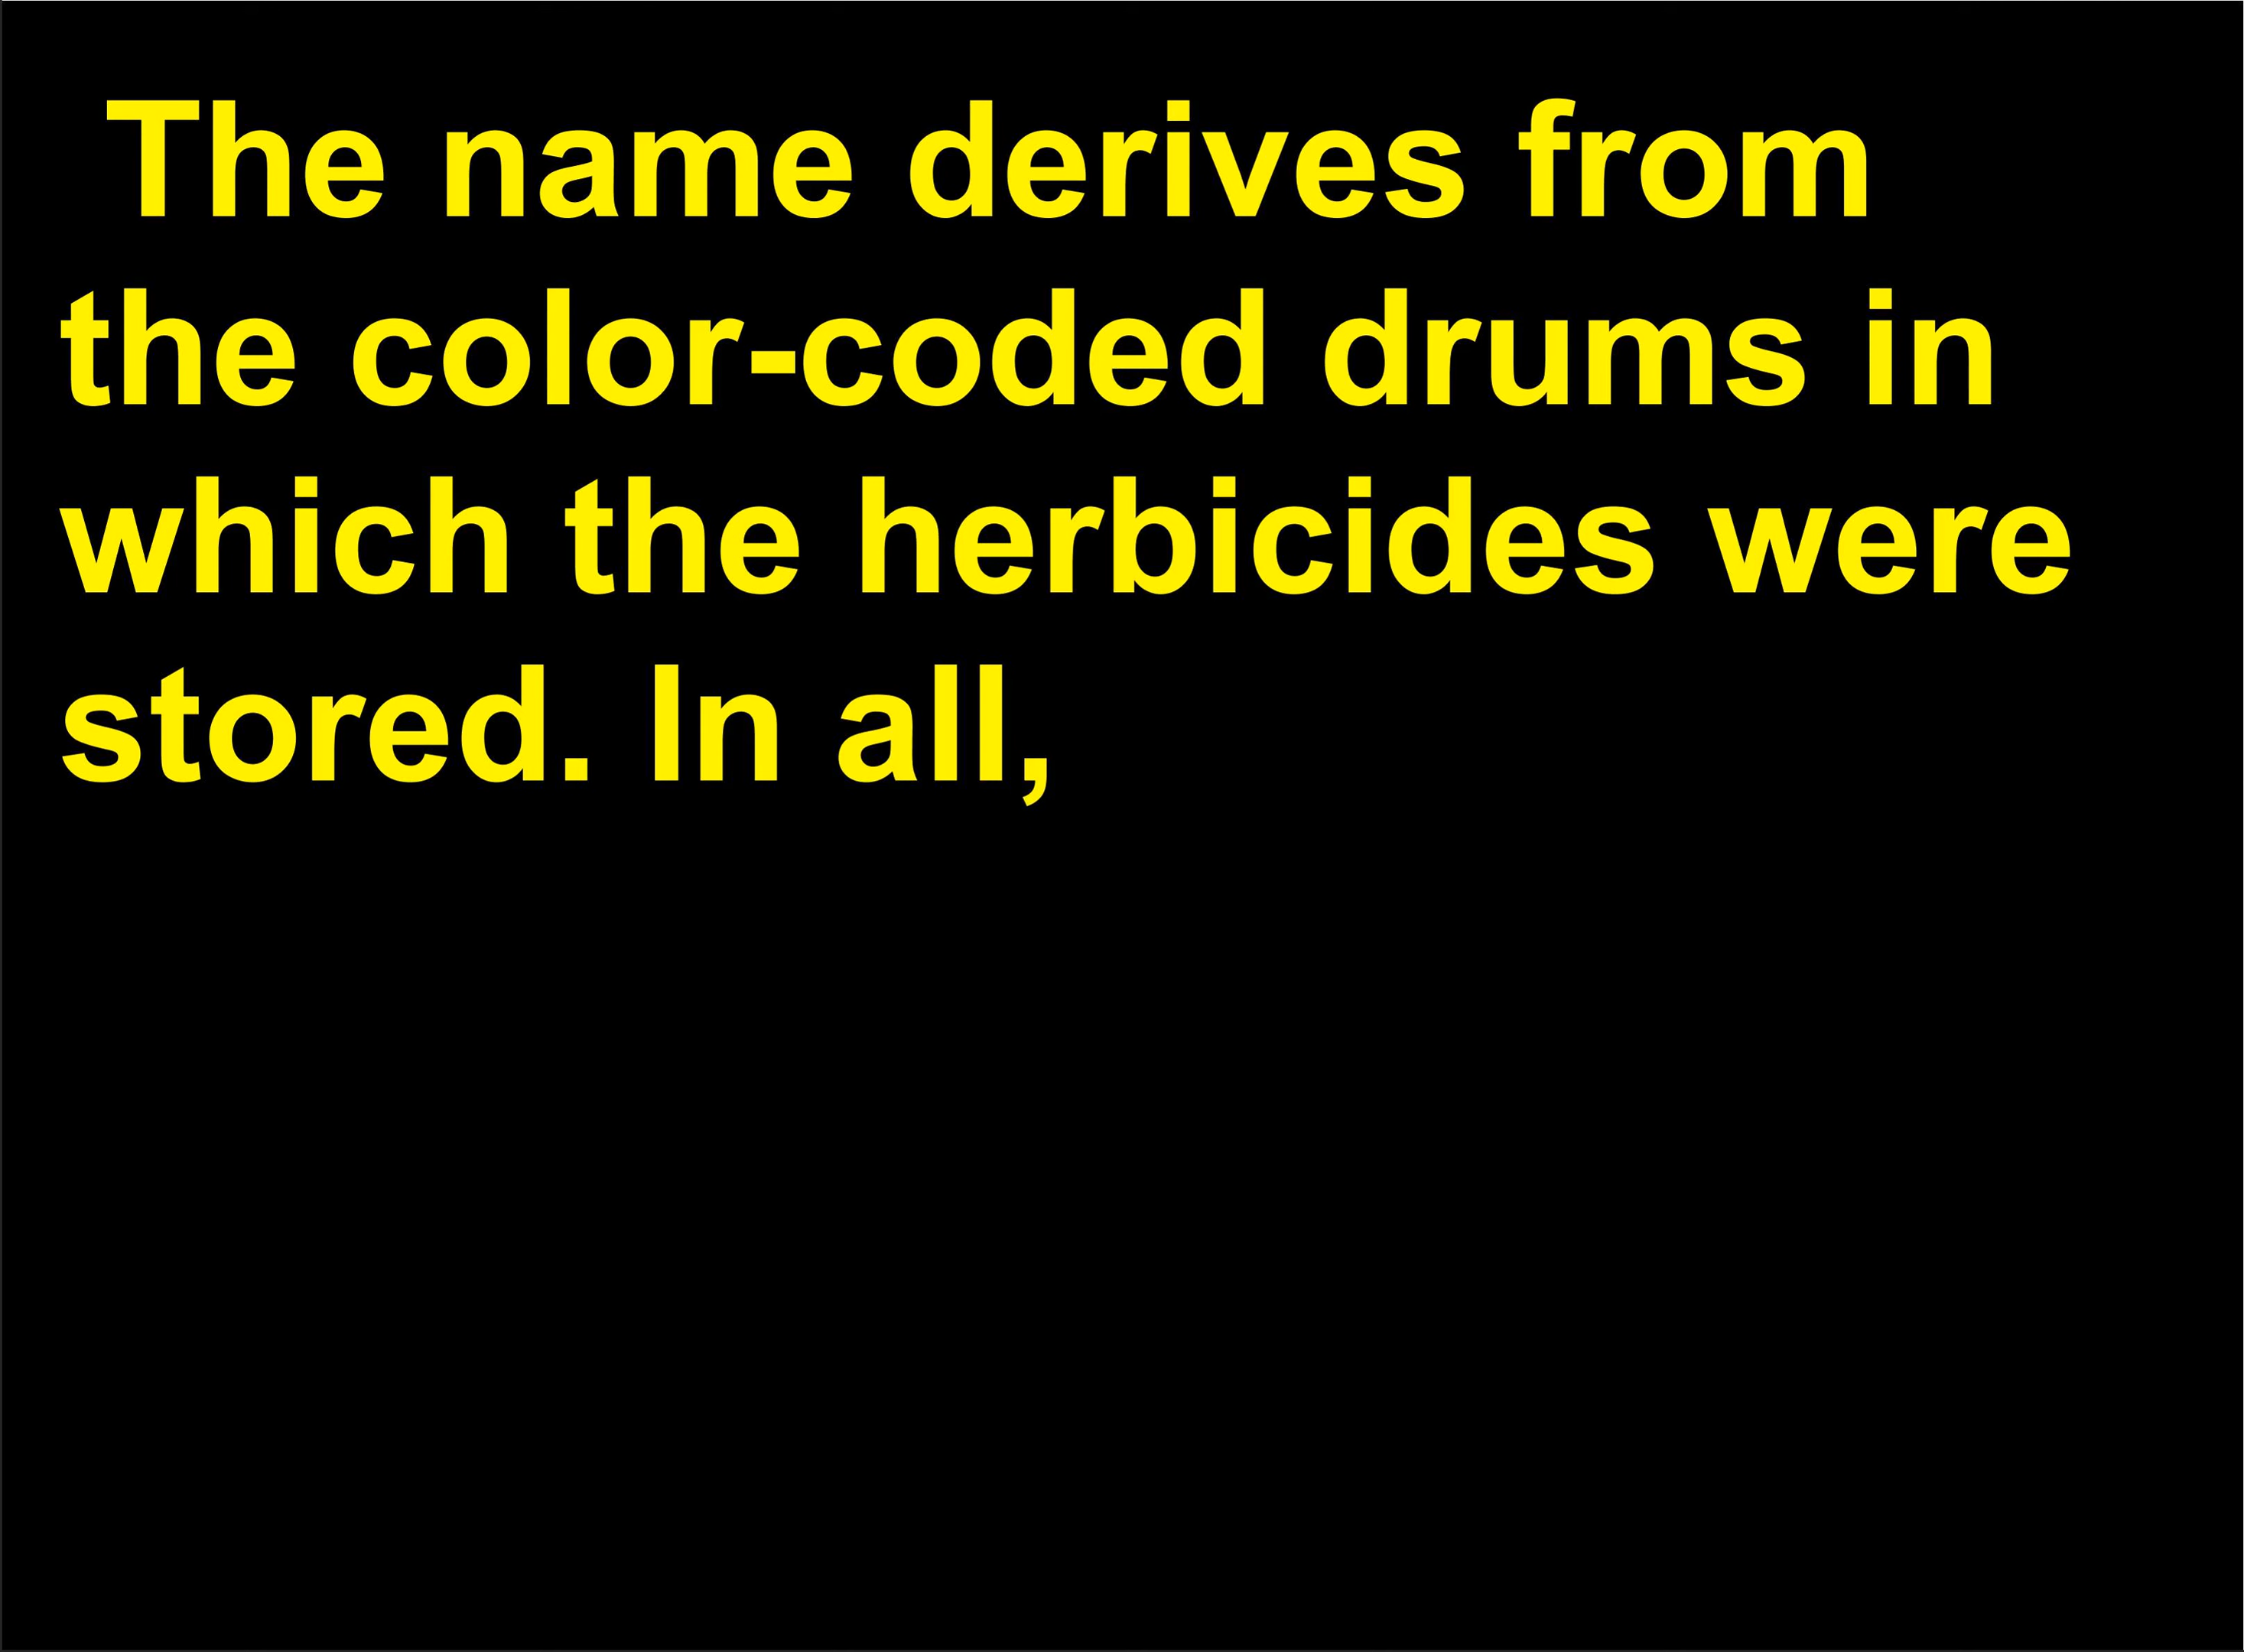 The name derives from
the color-coded drums in
which the herbicides were
stored. In all,